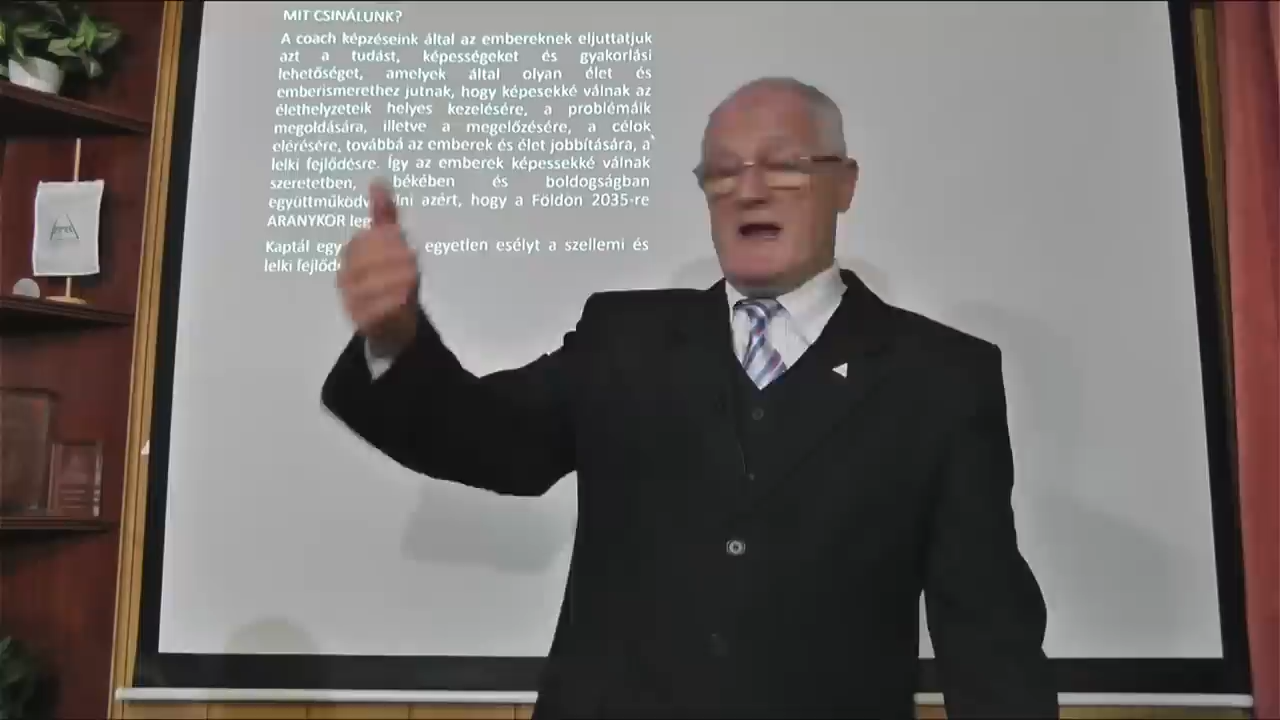 MIT CSINÁLUNK?
A coach képzéseink által az embereknek eljuttatjuk
azt a tudást, képességeket és gyakorlási
lehetőséget, amelyek által olyan élet és
emberismerethez jutnak, hogy képesekké válnak az
élethelyzeteik helyes kezelésére, a problémáik
megoldására, illetve a megelőzésére, a célok
elérésére, továbbá az emberek és élet jobbítására, a
lelki fejlődésre. Így az emberek képessekké válnak
szeretetben, békében és boldogságban
azért, hogy a Földön 2035-re
ARANYKOR
Kaptál egy egyetlen esélyt a szellemi és
lelki